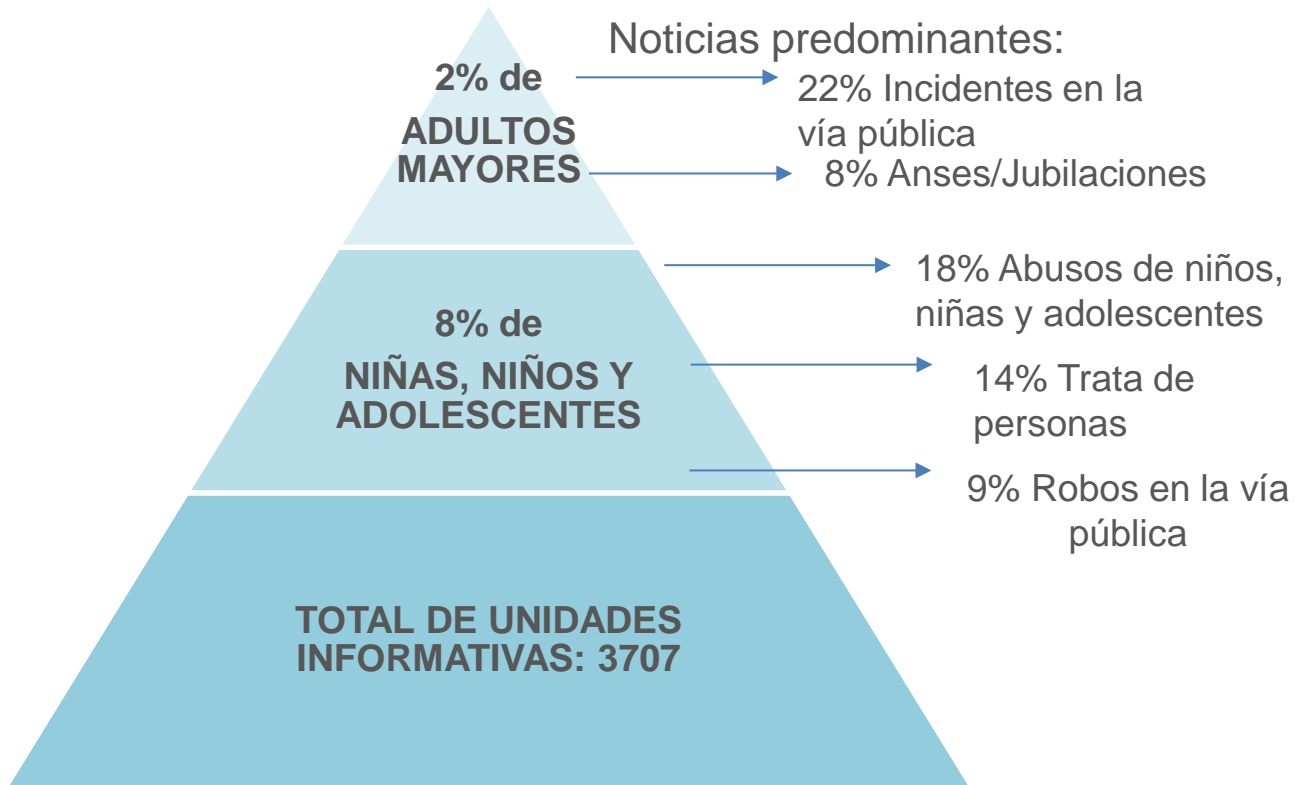 Noticias predominantes:
2% de
ADULTOS
MAYORES
22% Incidentes en la
vía pública
8% Anses/Jubilaciones
8% de
NIÑAS, NIÑOS Y
ADOLESCENTES
18% Abusos de niños,
niñas y adolescentes
14% Trata de
personas
9% Robos en la vía
pública
TOTAL DE UNIDADES
INFORMATIVAS: 3707